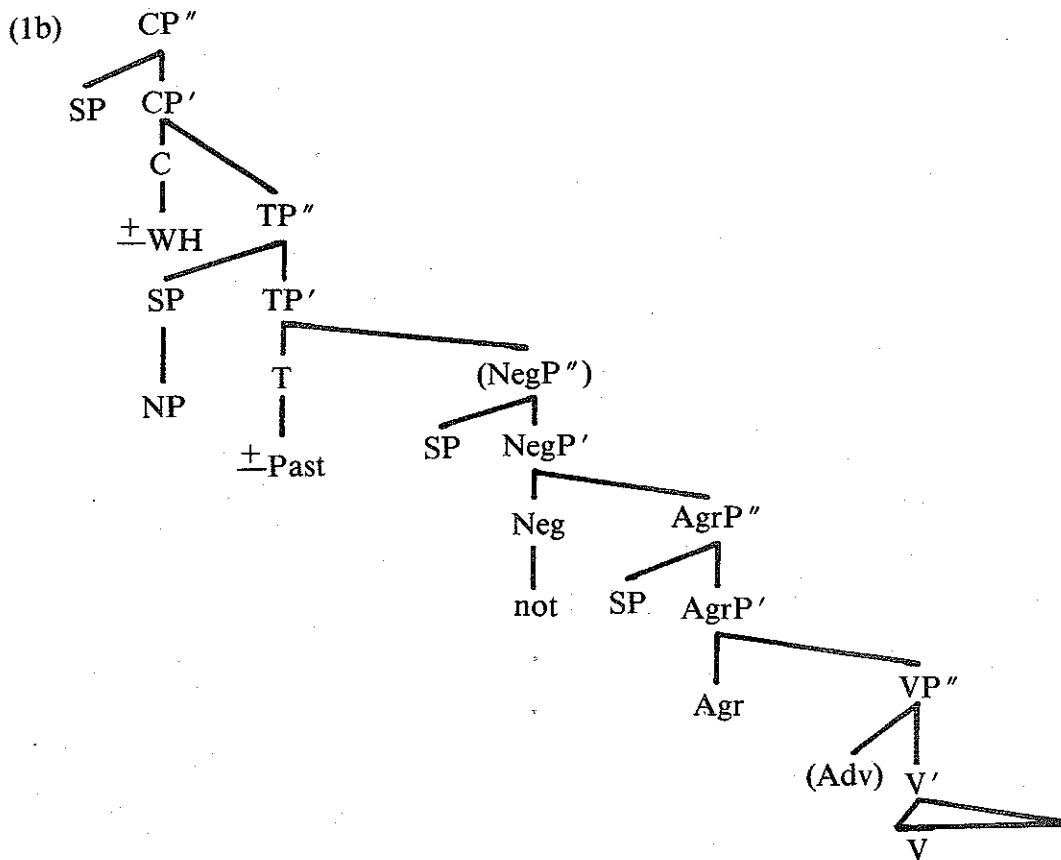 (1b) CP″
SP CP′
C
±WH TP″
SP TP′
NP T (NegP″)
±Past SP NegP′
Neg AgrP″
not SP AgrP′
Agr VP″
(Adv) V′
V